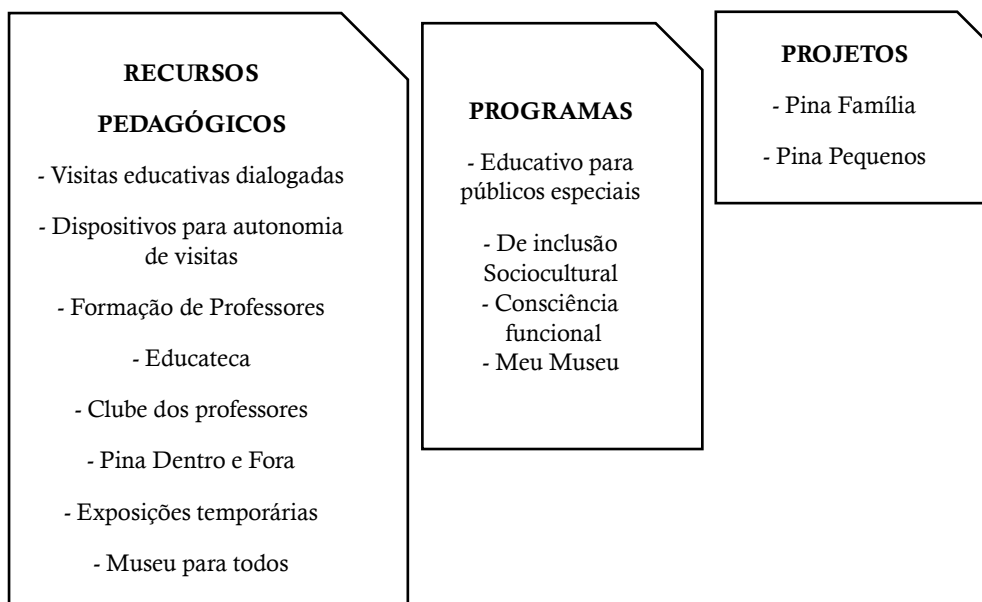 RECURSOS
PEDAGÓGICOS
- Visitas educativas dialogadas
- Dispositivos para autonomia
de visitas
- Formação de Professores
- Educateca
- Clube dos professores
- Pina Dentro e Fora
- Exposições temporárias
- Museu para todos
PROGRAMAS
- Educativo para
públicos especiais
- De inclusão
Sociocultural
- Consciência
funcional
- Meu Museu
PROJETOS
- Pina Família
- Pina Pequenos